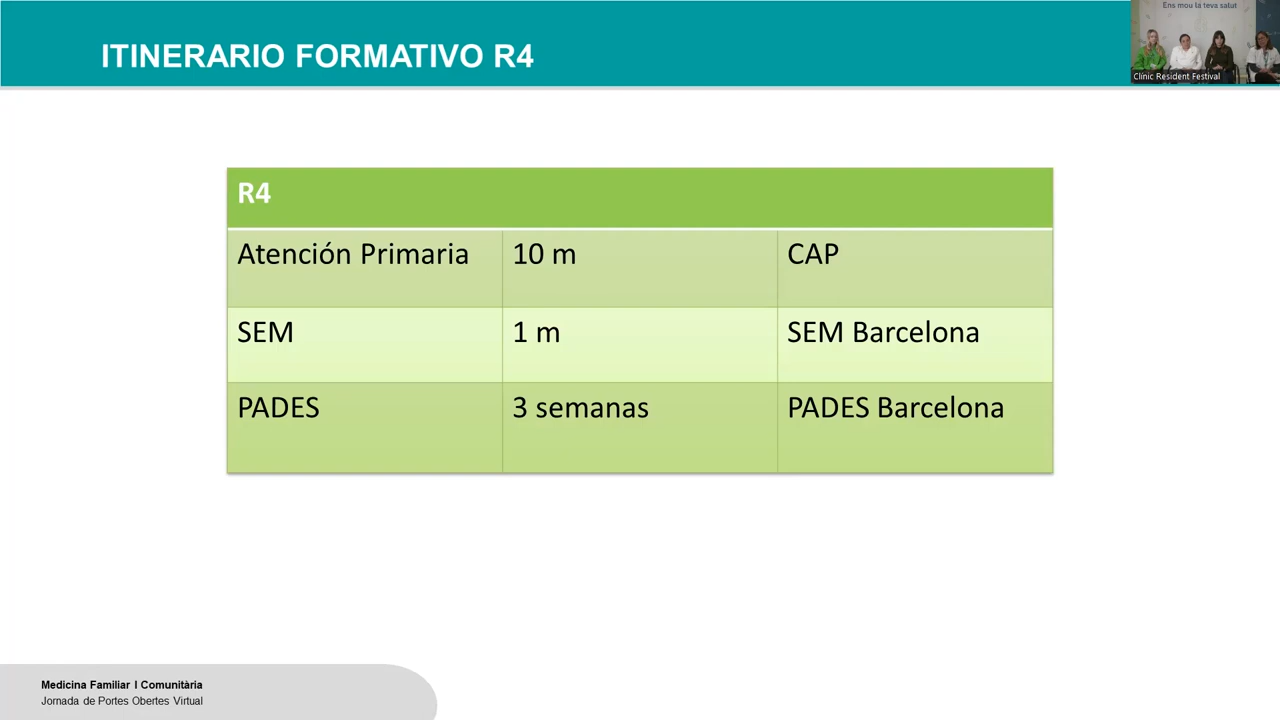 Ens mou la teva salut
ITINERARIO FORMATIVO R4
Clínic Resident Festival
R4
Atención Primaria 10 m CAP
SEM 1 m SEM Barcelona
PADES 3 semanas PADES Barcelona
Medicina Familiar I Comunitària
Jornada de Portes Obertes Virtual